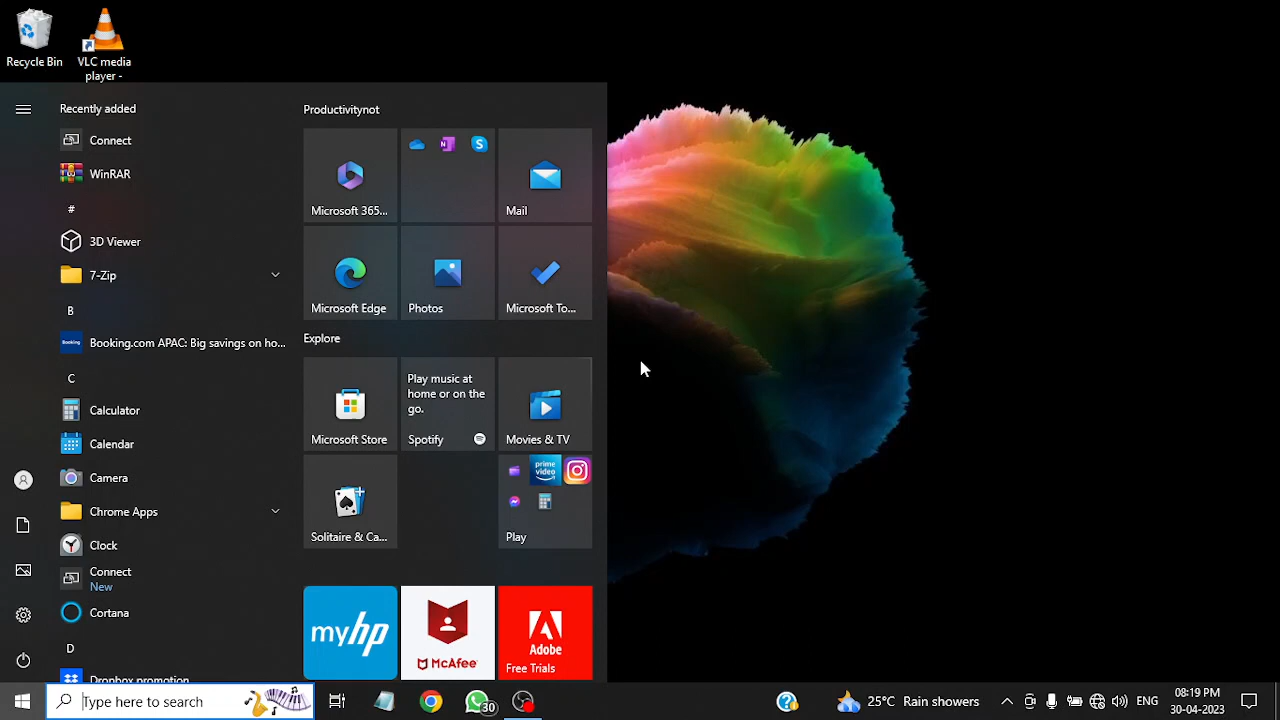 Recycle Bin
VLC media
player -
Recently added
Connect
WinRAR
#
3D Viewer
7-Zip
B
Booking
Booking.com APAC: Big savings on ho...
C
Calculator
Calendar
Camera
Chrome Apps
Clock
Connect
New
Cortana
D
Dropbox promotion
Productivitynot
Microsoft 365...
Mail
Microsoft Edge
Photos
Microsoft To...
Explore
Microsoft Store
Play music at
home or on the
go.
Spotify
Movies & TV
Solitaire & Ca...
prime
video
Play
myhp
McAfee
Adobe
Free Trials
Type here to search
30
25°C Rain showers
ENG
08:19 PM
30-04-2023